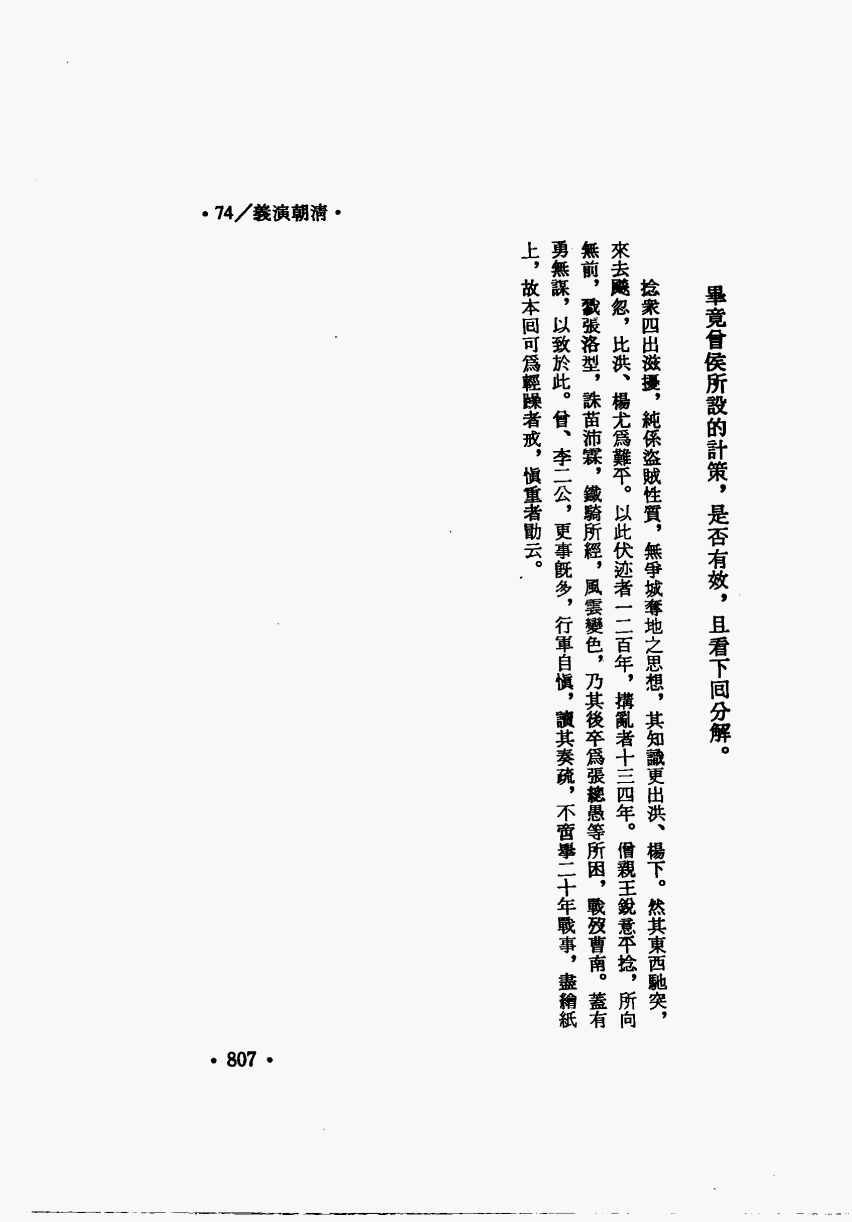 •74／義演朝清•
畢竟曾侯所設的計策，是否有效，且看下回分解。
捻衆四出滋擾，純係盜賊性質，無爭城奪地之思想，其知識更出洪、楊下。然其東西馳突，
來去飈忽，比洪、楊尤爲難平。以此伏迹者一二百年，搆亂者十三四年。僧親王銳意平捻，所向
無前，戮張洛型，誅苗沛霖，鐵騎所經，風雲變色，乃其後卒爲張總愚等所困，戰歿曹南。蓋有
勇無謀，以致於此。曾、李二公，更事旣多，行軍自愼，讀其奏疏，不啻舉二十年戰事，盡繪紙
上，故本回可爲輕躁者戒，愼重者勖云。
•807•